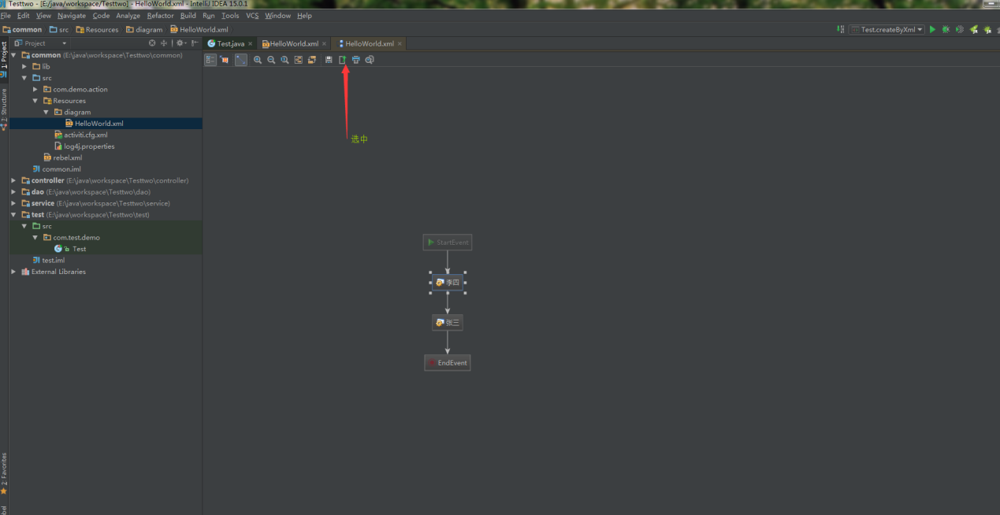 Testtwo - [E:/java/workspace/Testtwo] - HelloWorld.xml - IntelliJ IDEA 15.0.1
File Edit View Navigate Code Analyze Refactor Build Run Tools VCS Window Help
common src Resources diagram HelloWorld.xml
Test.createByXml
Project
Test.java HelloWorld.xml HelloWorld.xml
1: Project
common (E:\java\workspace\Testtwo\common)
lib
src
com.demo.action
Resources
diagram
HelloWorld.xml
activiti.cfg.xml
log4j.properties
rebel.xml
common.iml
controller (E:\java\workspace\Testtwo\controller)
dao (E:\java\workspace\Testtwo\dao)
service (E:\java\workspace\Testtwo\service)
test (E:\java\workspace\Testtwo\test)
src
com.test.demo
Test
test.iml
External Libraries
Z: Structure
2: Favorites
选中
StartEvent
李四
张三
EndEvent